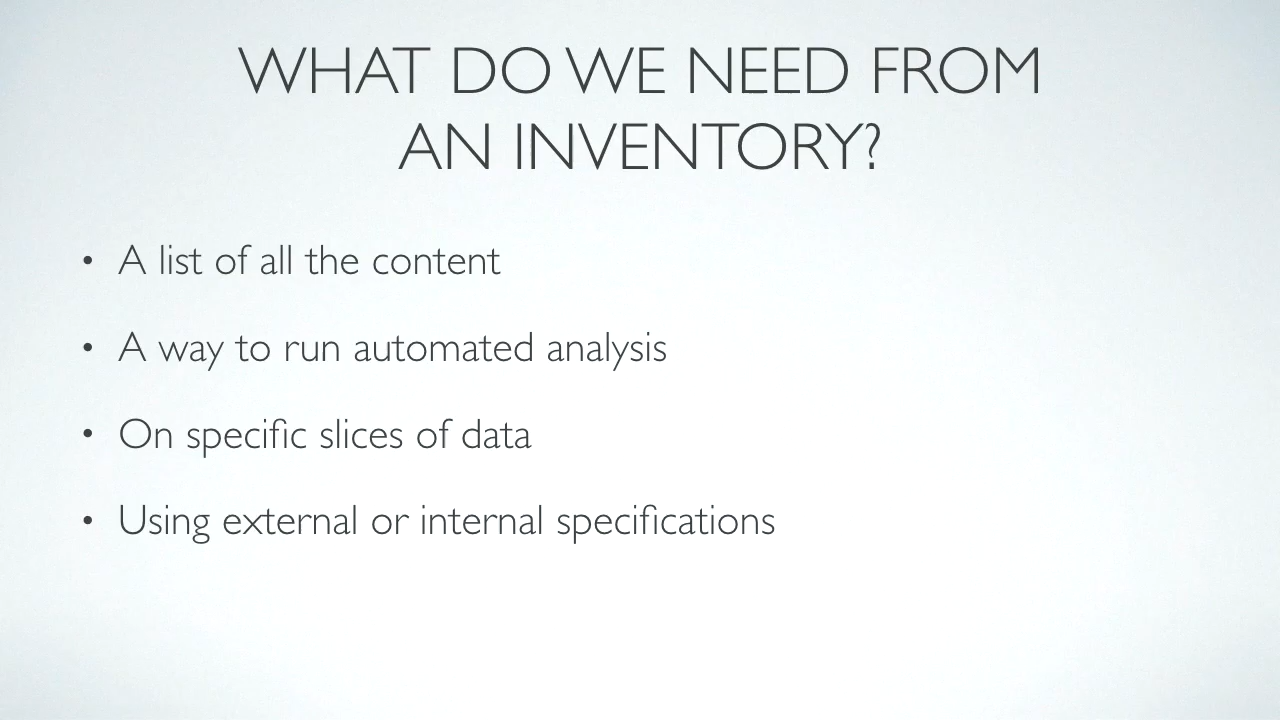 WHAT DO WE NEED FROM
AN INVENTORY?
• A list of all the content
• A way to run automated analysis
• On specific slices of data
• Using external or internal specifications